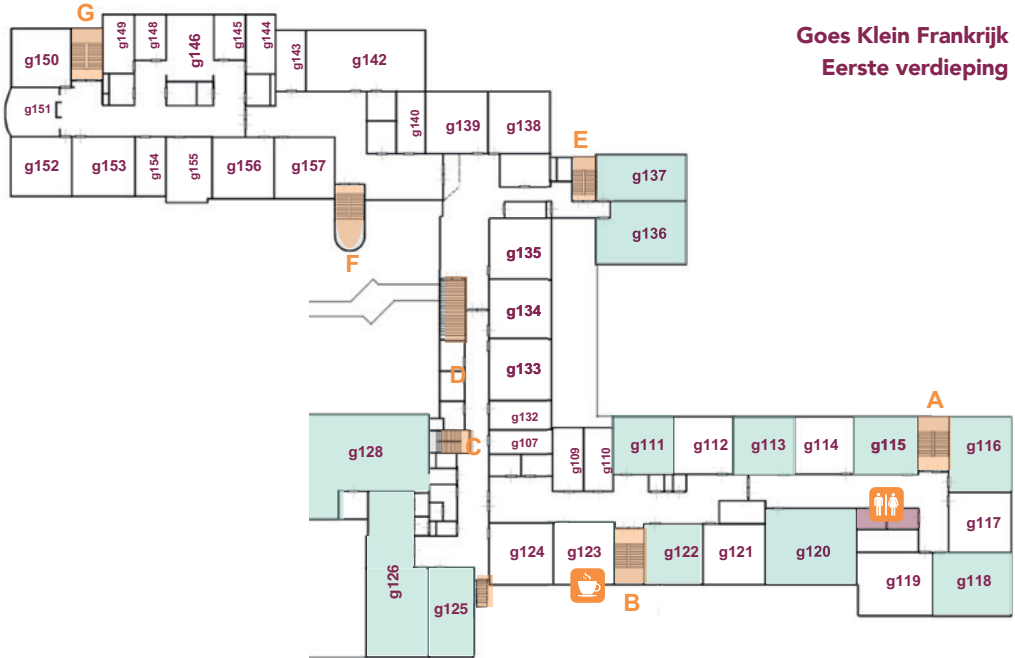 Goes Klein Frankrijk
Eerste verdieping
G
g150
g149
g148
g146
g145
g144
g143
g142
g151
g140
g139
g138
E
g137
g152
g153
g154
g155
g156
g157
g136
F
g135
g134
D
g133
g132
g107
C
g128
g109
g110
g111
g112
g113
g114
g115
A
g116
g117
g124
g123
B
g122
g121
g120
g119
g118
g126
g125